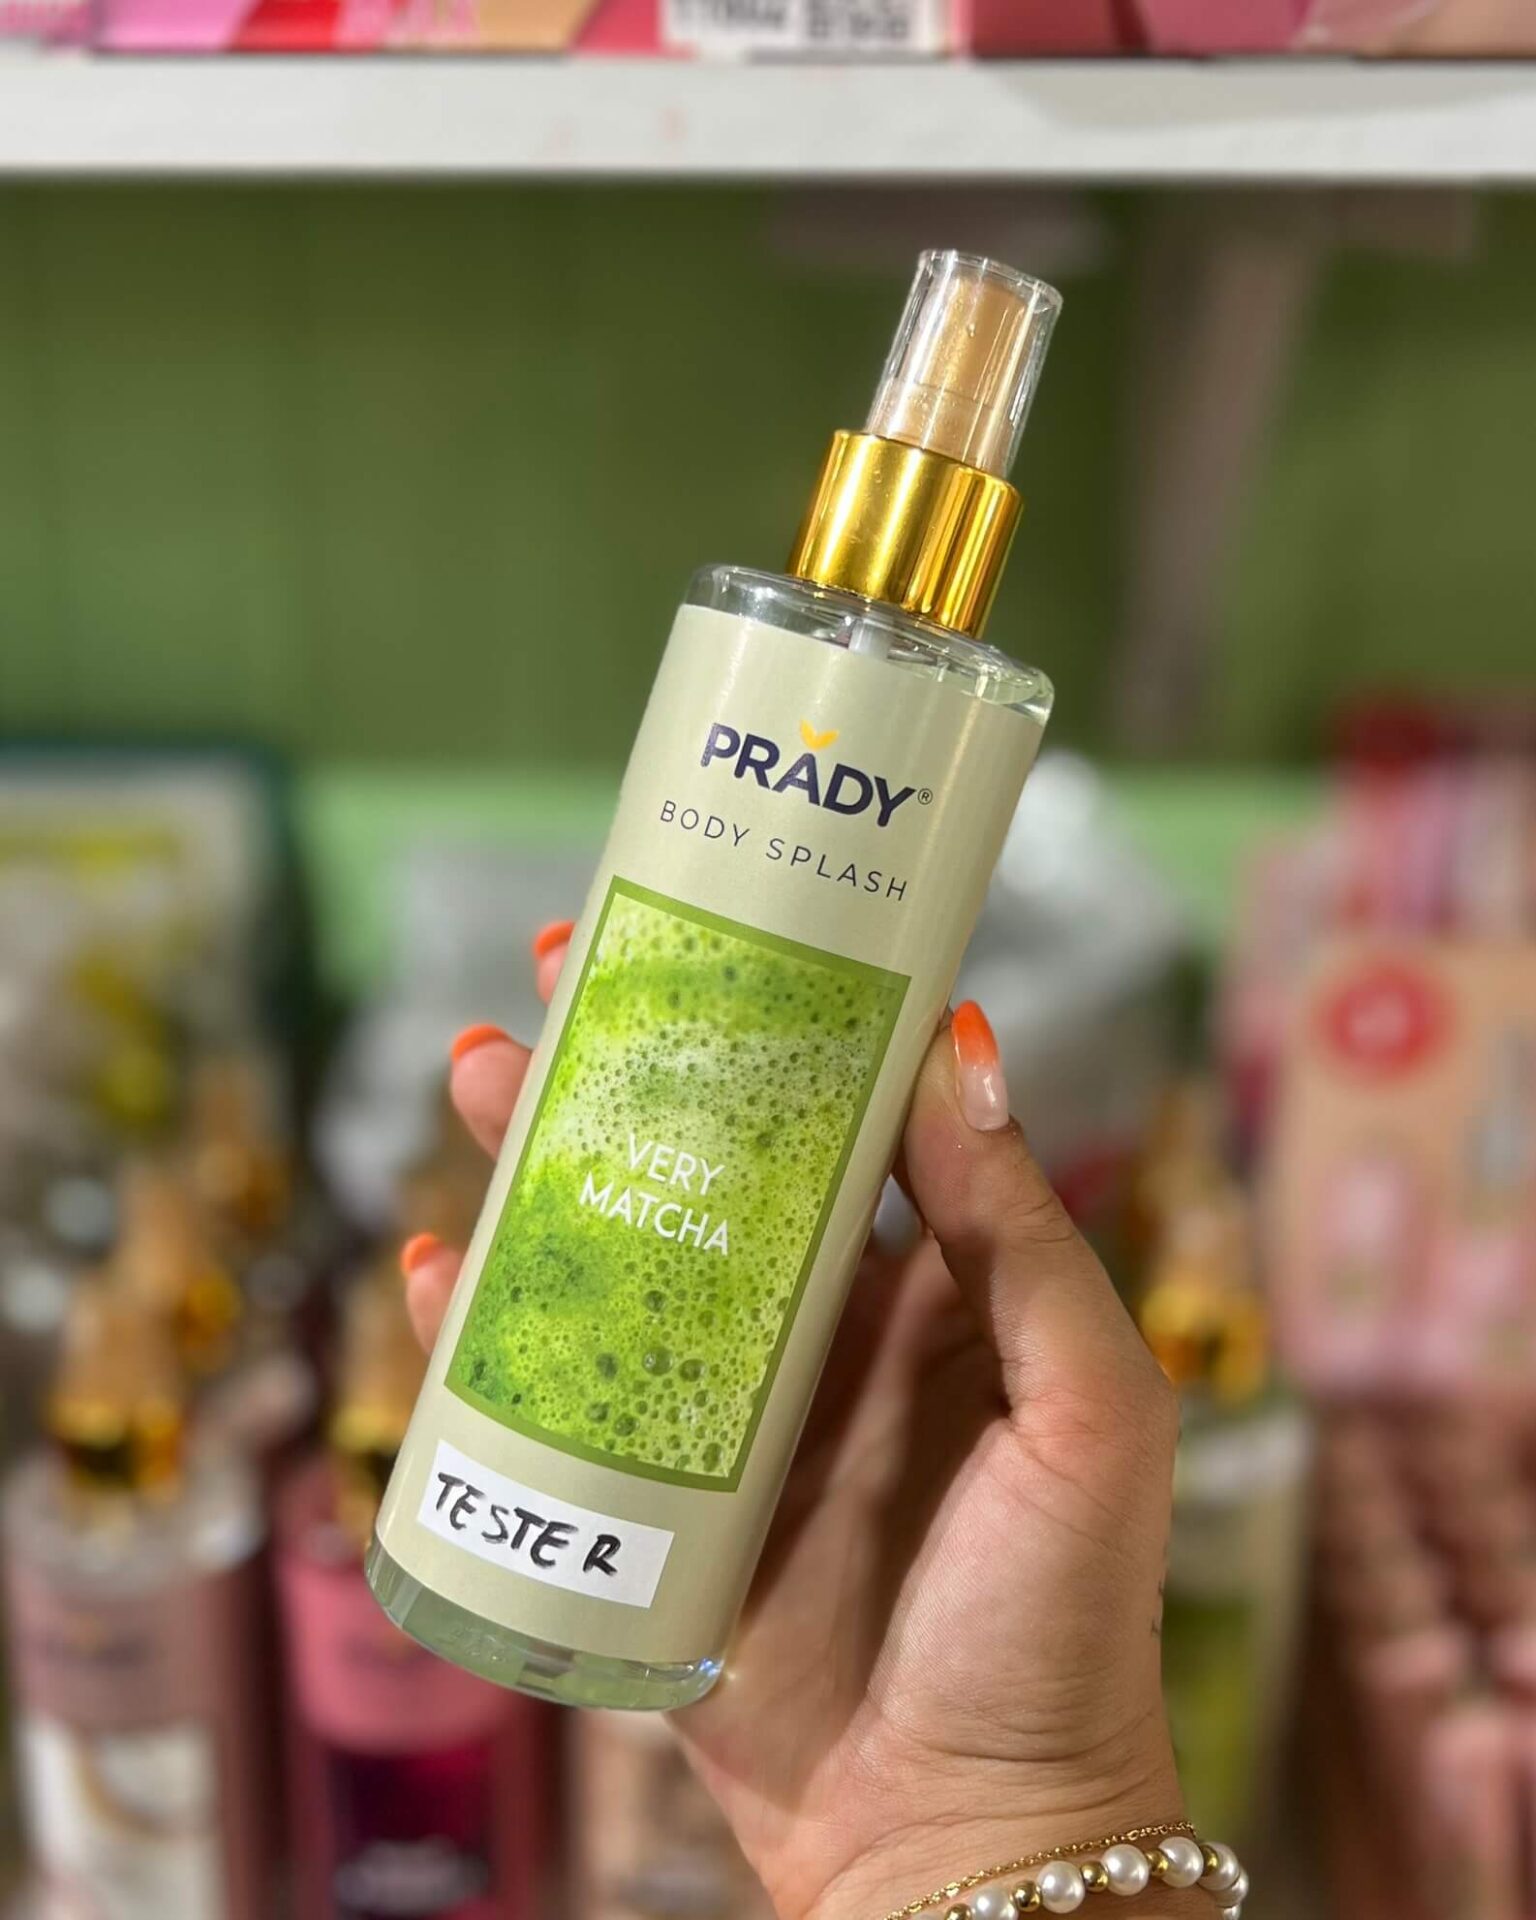 PRADY®
BODY SPLASH
VERY
MATCHA
TESTER